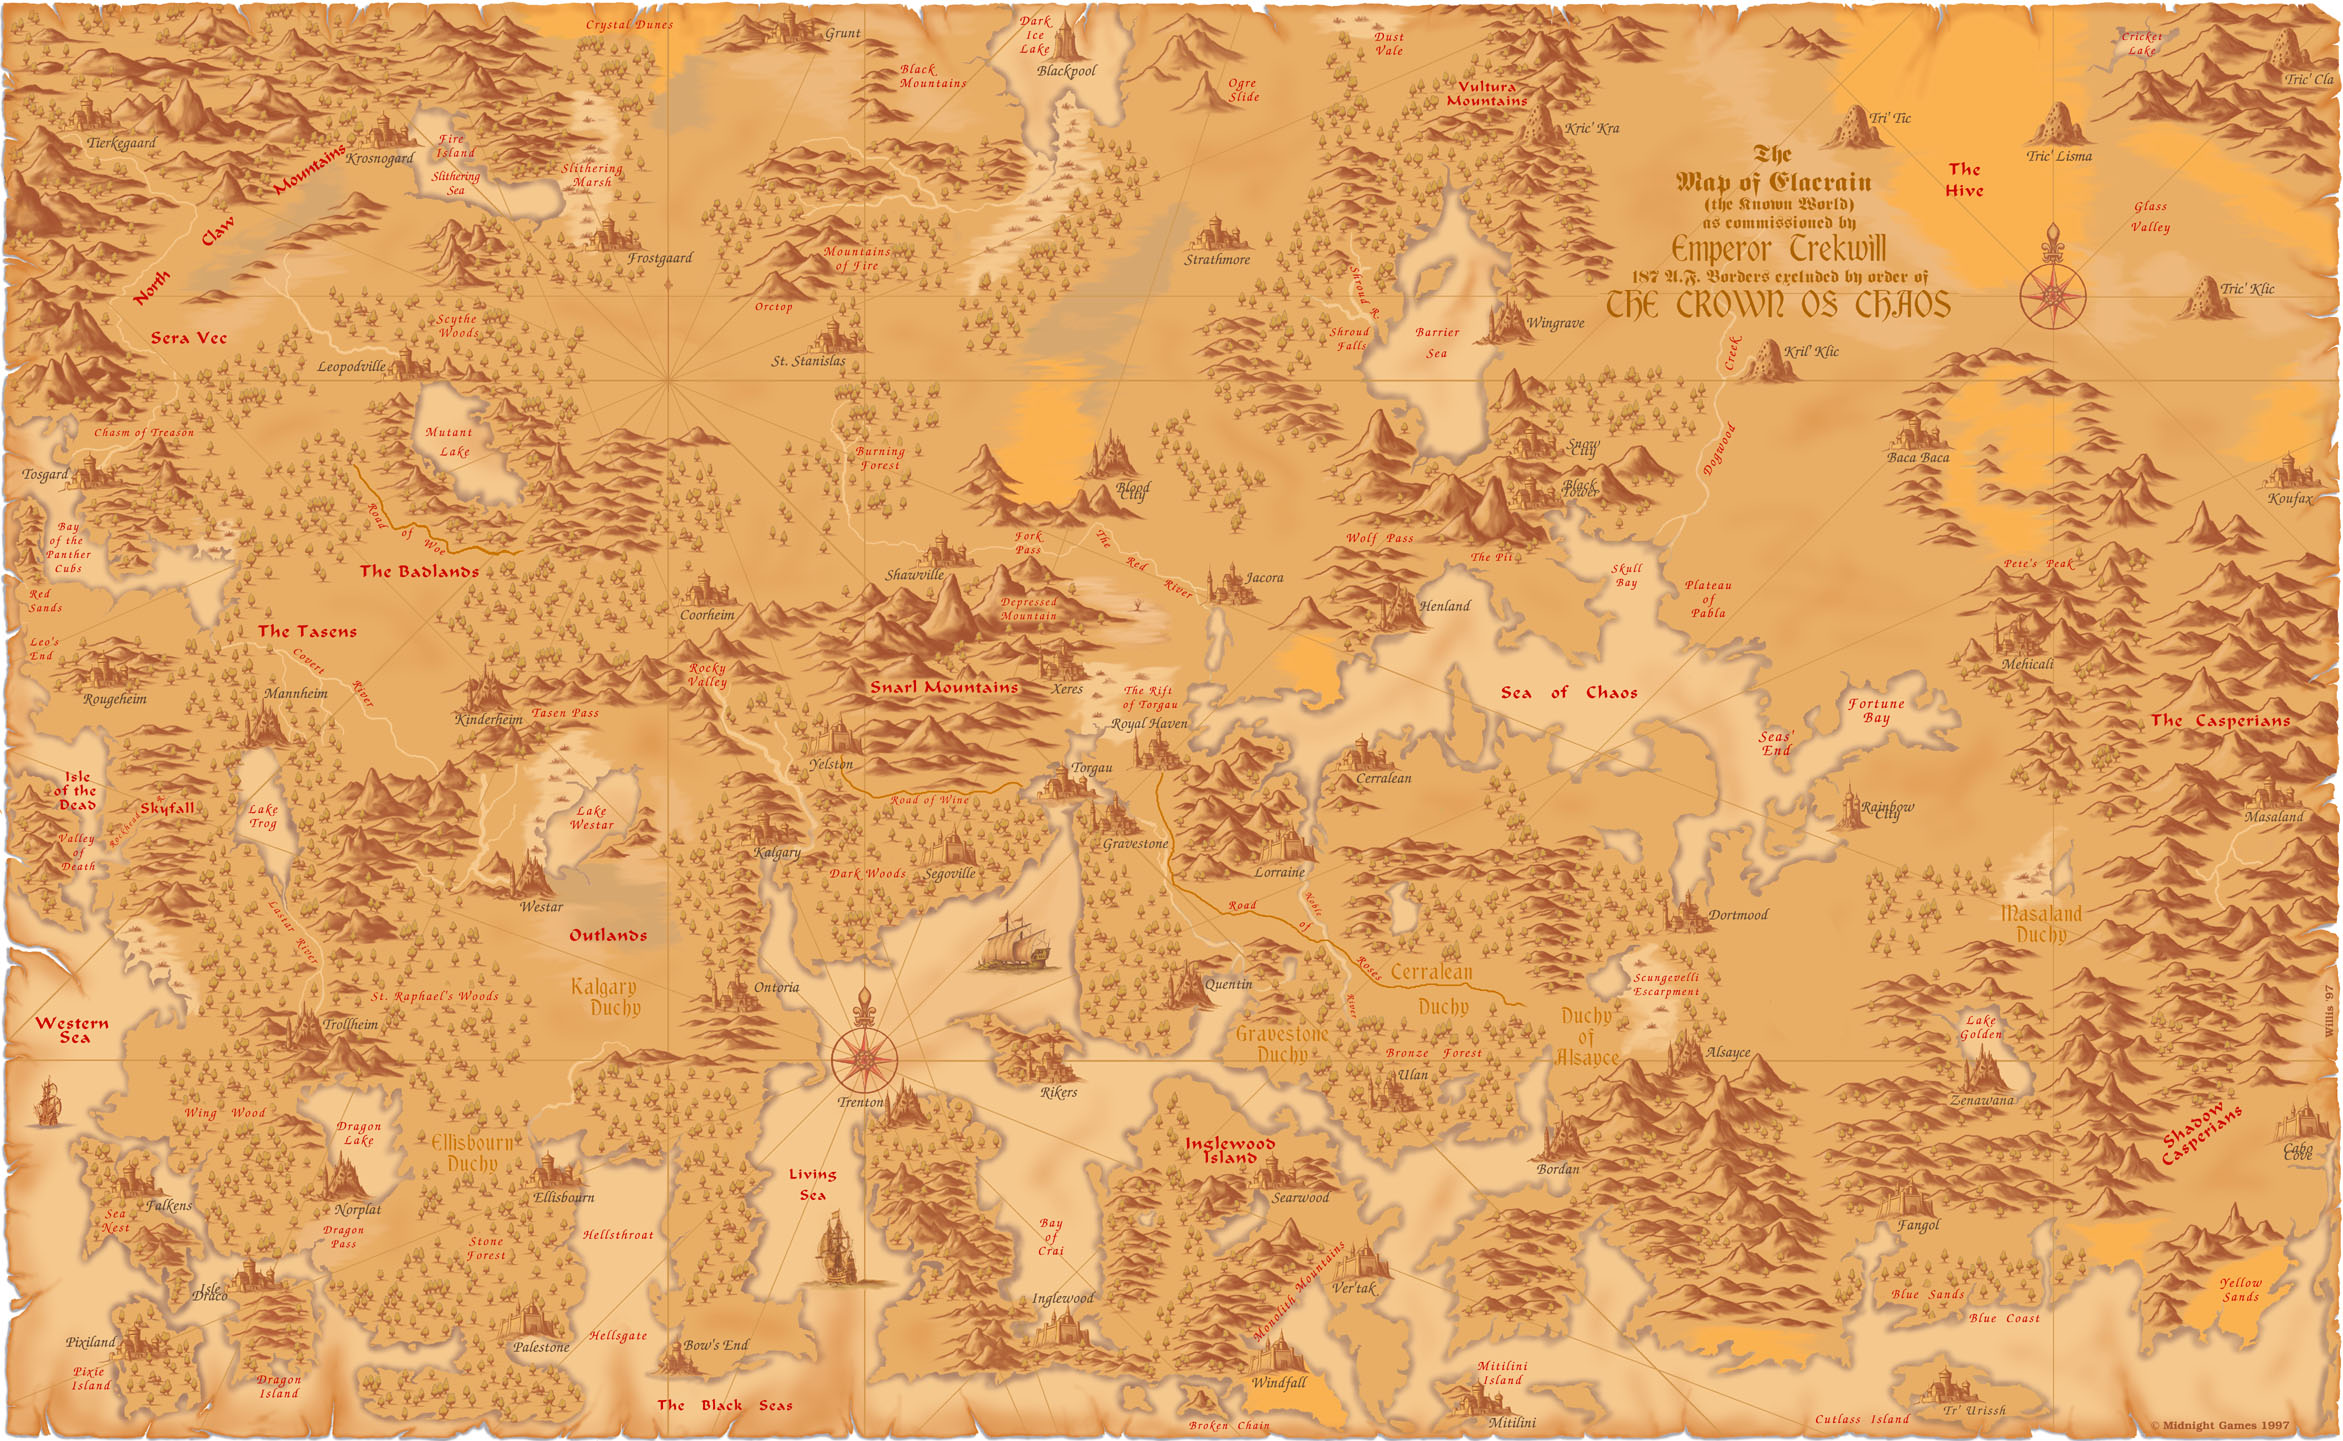 Crystal Dunes
Grunt
Dark
Ice
Lake
Blackpool
Black
Mountains
Ogre
Slide
Dust
Vale
Vultura
Mountains
Kric' Kra
Tri' Tic
Tric' Lisma
Cricket
Lake
Tric' Cla
The
Map of Elacrain
(the Known World)
as commissioned by
Emperor Trekwill
187 A.F. Borders excluded by order of
THE CROWN OS CHAOS
The
Hive
Glass
Valley
Tric' Klic
Tierkegaard
Krosnogard
Fire
Island
Slithering
Sea
Slithering
Marsh
Frostgaard
North Claw Mountains
Sera Vec
Scythe
Woods
Leopodville
Mountains
of Fire
Orctop
St. Stanislas
Strathmore
Shroud R.
Shroud
Falls
Barrier
Sea
Wingrave
Kril' Klic
Dogwood Creek
Chasm of Treason
Tosgard
Mutant
Lake
Burning
Forest
Blood
City
Snow
City
Black
Tower
Baca Baca
Koufax
Bay
of the
Panther
Cubs
Road of Woe
The Badlands
Shawville
Fork
Pass
The Red River
Jacora
Wolf Pass
The Pit
Skull
Bay
Plateau
of
Pabla
Pete's Peak
Red
Sands
Leo's
End
The Tasens
Covert River
Coorheim
Depressed
Mountain
Henland
Mehicali
Rougeheim
Mannheim
Kinderheim
Tasen Pass
Rocky
Valley
Snarl Mountains
Xeres
The Rift
of Torgau
Royal Haven
Sea of Chaos
Seas'
End
Fortune
Bay
The Casperians
Isle
of the
Dead
Skyfall
Rockhead R.
Valley
of
Death
Lake
Trog
Lake
Westar
Yelston
Road of Wine
Torgau
Cerralean
Rainbow
City
Masaland
Kalgary
Dark Woods
Segoville
Gravestone
Lorraine
Westar
Lastar River
Outlands
Road of Roses
Noble River
Dortmood
Masaland
Duchy
Western
Sea
St. Raphael's Woods
Trollheim
Kalgary
Duchy
Ontoria
Quentin
Cerralean
Duchy
Gravestone
Duchy
Duchy
of
Alsayce
Scungevelli
Escarpment
Alsayce
Lake
Golden
Zenawana
Willis '97
Wing Wood
Dragon
Lake
Ellisbourn
Duchy
Trenton
Rikers
Bronze Forest
Ulan
Inglewood
Island
Bordan
Shadow
Casperians
Cabo
Cove
Falkens
Sea
Nest
Norplat
Dragon
Pass
Ellisbourn
Stone
Forest
Hellsthroat
Living
Sea
Bay
of
Crai
Searwood
Fangol
Isle
Draco
Monolith Mountains
Ver'tak
Inglewood
Blue Sands
Blue Coast
Yellow
Sands
Pixiland
Pixie
Island
Dragon
Island
Palestone
Hellsgate
Bow's End
The Black Seas
Windfall
Broken Chain
Mitilini
Island
Mitilini
Tr' Urissh
Cutlass Island
© Midnight Games 1997